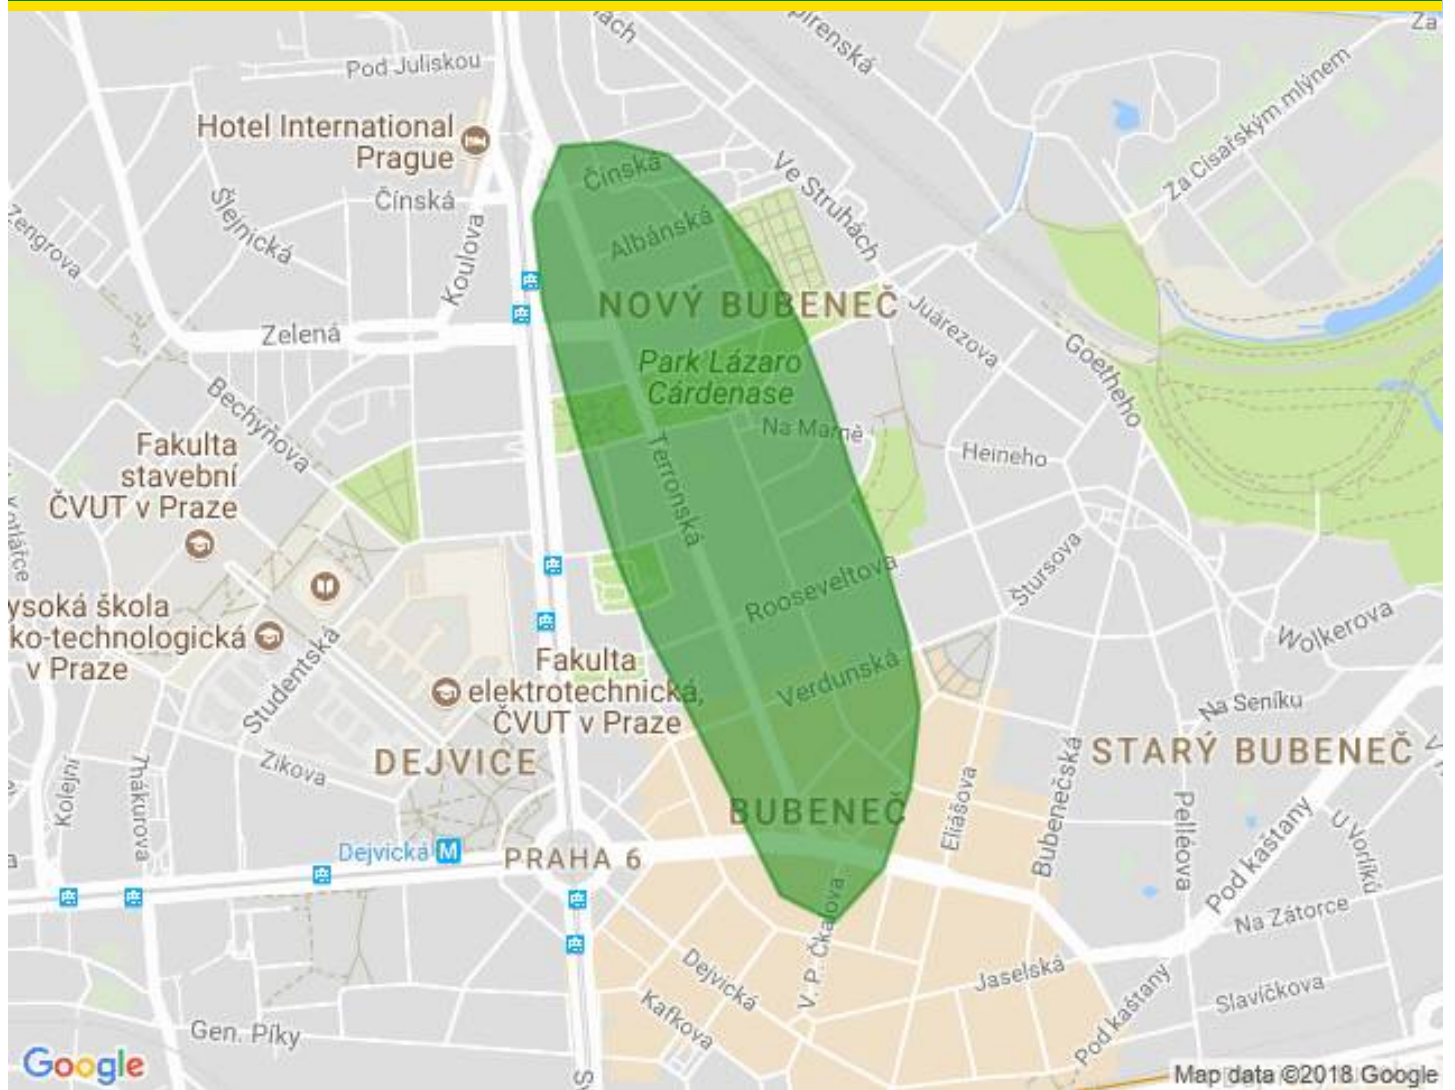 Za
Pod Juliskou
Hotel International
Prague
Čínská
Čínská
Za Císařským mlýnem
Ve Struhách
Šlejnická
Albánská
Zengrova
Koulova
NOVÝ BUBENEČ
Juárezova
Zelená
Goetheho
Park Lázaro
Cárdenase
Bechyňova
Na Marně
Heineho
Terronská
Fakulta
stavební
ČVUT v Praze
Rooseveltova
Štursova
ysoká škola
ko-technologická
v Praze
Wolkerova
Studentská
Fakulta
elektrotechnická,
ČVUT v Praze
Verdunská
Na Seníku
DEJVICE
STARÝ BUBENEČ
Zikova
Kolejní
Thákurova
BUBENEČ
Eliášova
Bubenečská
Pelléova
Pod kaštany
U Vorlíků
Dejvická
M
PRAHA 6
Na Zátorce
V. P. Čkalova
Dejvická
Jaselská
Slavíčkova
Kafkova
Pod kaštany
Gen. Píky
Google
Map data ©2018 Google